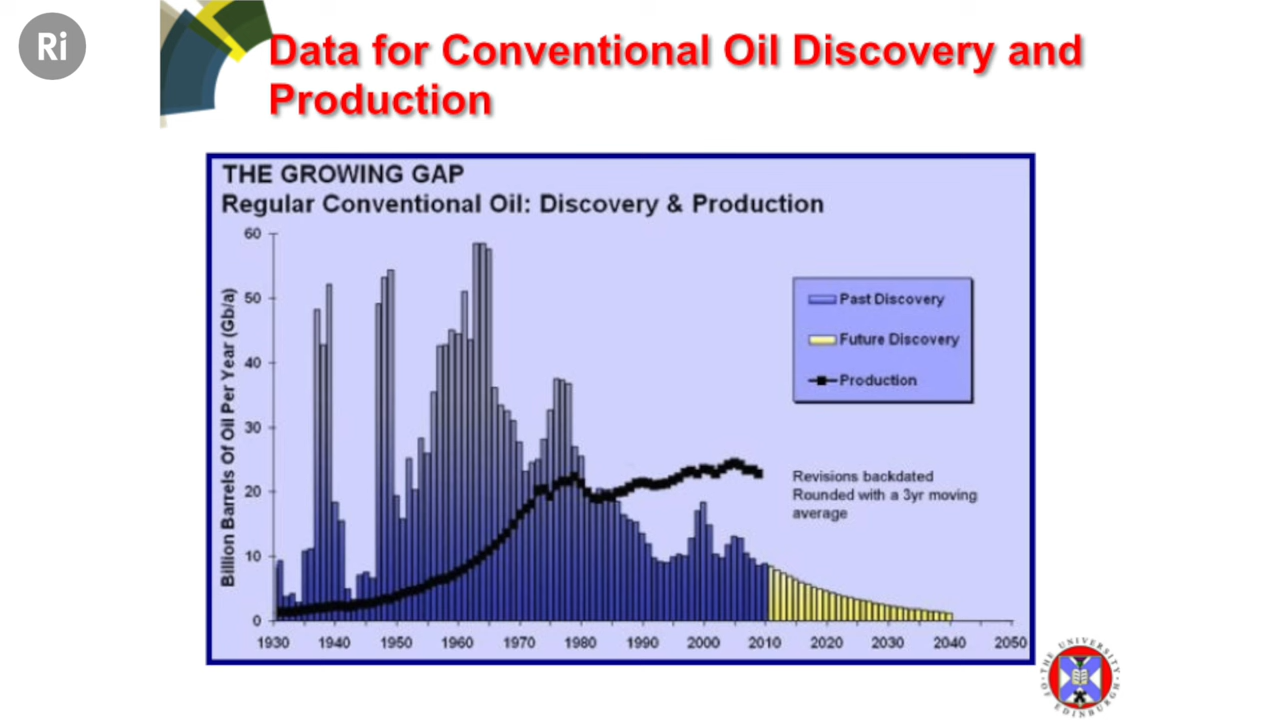 Ri
Data for Conventional Oil Discovery and
Production
THE GROWING GAP
Regular Conventional Oil: Discovery & Production
Billion Barrels Of Oil Per Year (Gb/a)
60
50
40
30
20
10
0
1930 1940 1950 1960 1970 1980 1990 2000 2010 2020 2030 2040 2050
Past Discovery
Future Discovery
Production
Revisions backdated
Rounded with a 3yr moving
average
THE UNIVERSITY
OF EDINBURGH